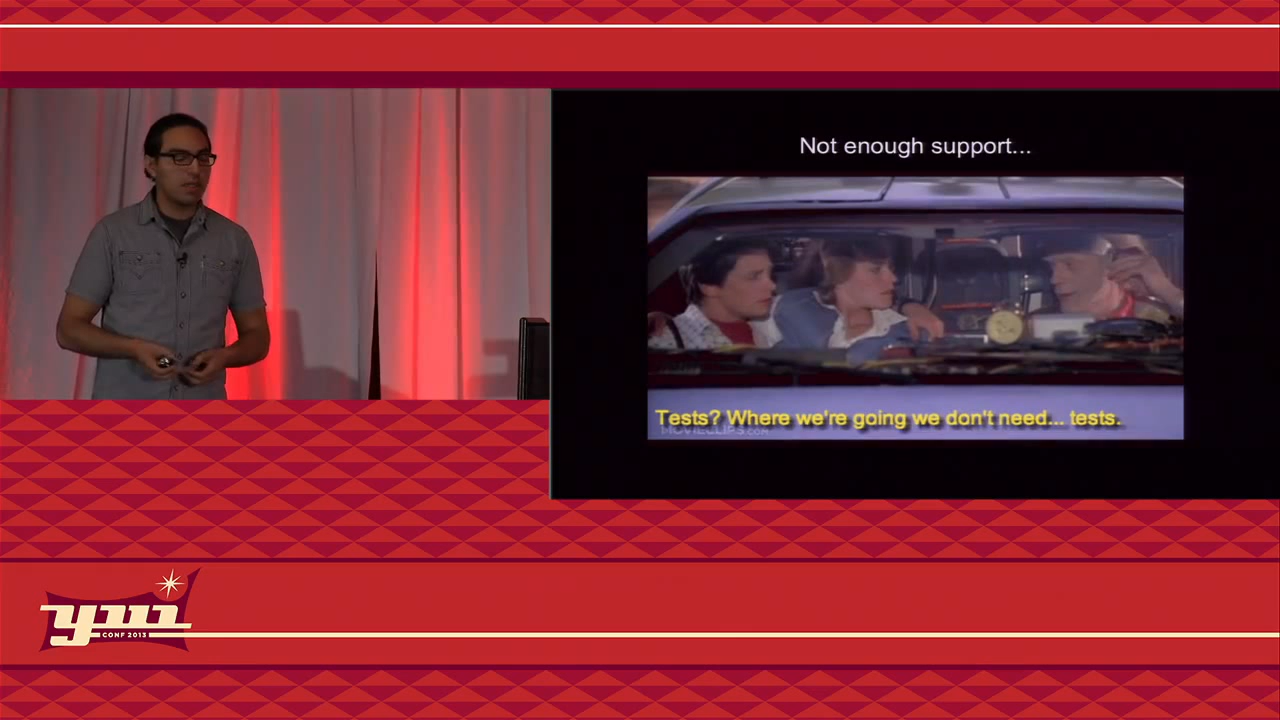 Not enough support...
Tests? Where we're going we don't need... tests.
MOVIECLIPS.COM
yui
CONF 2013